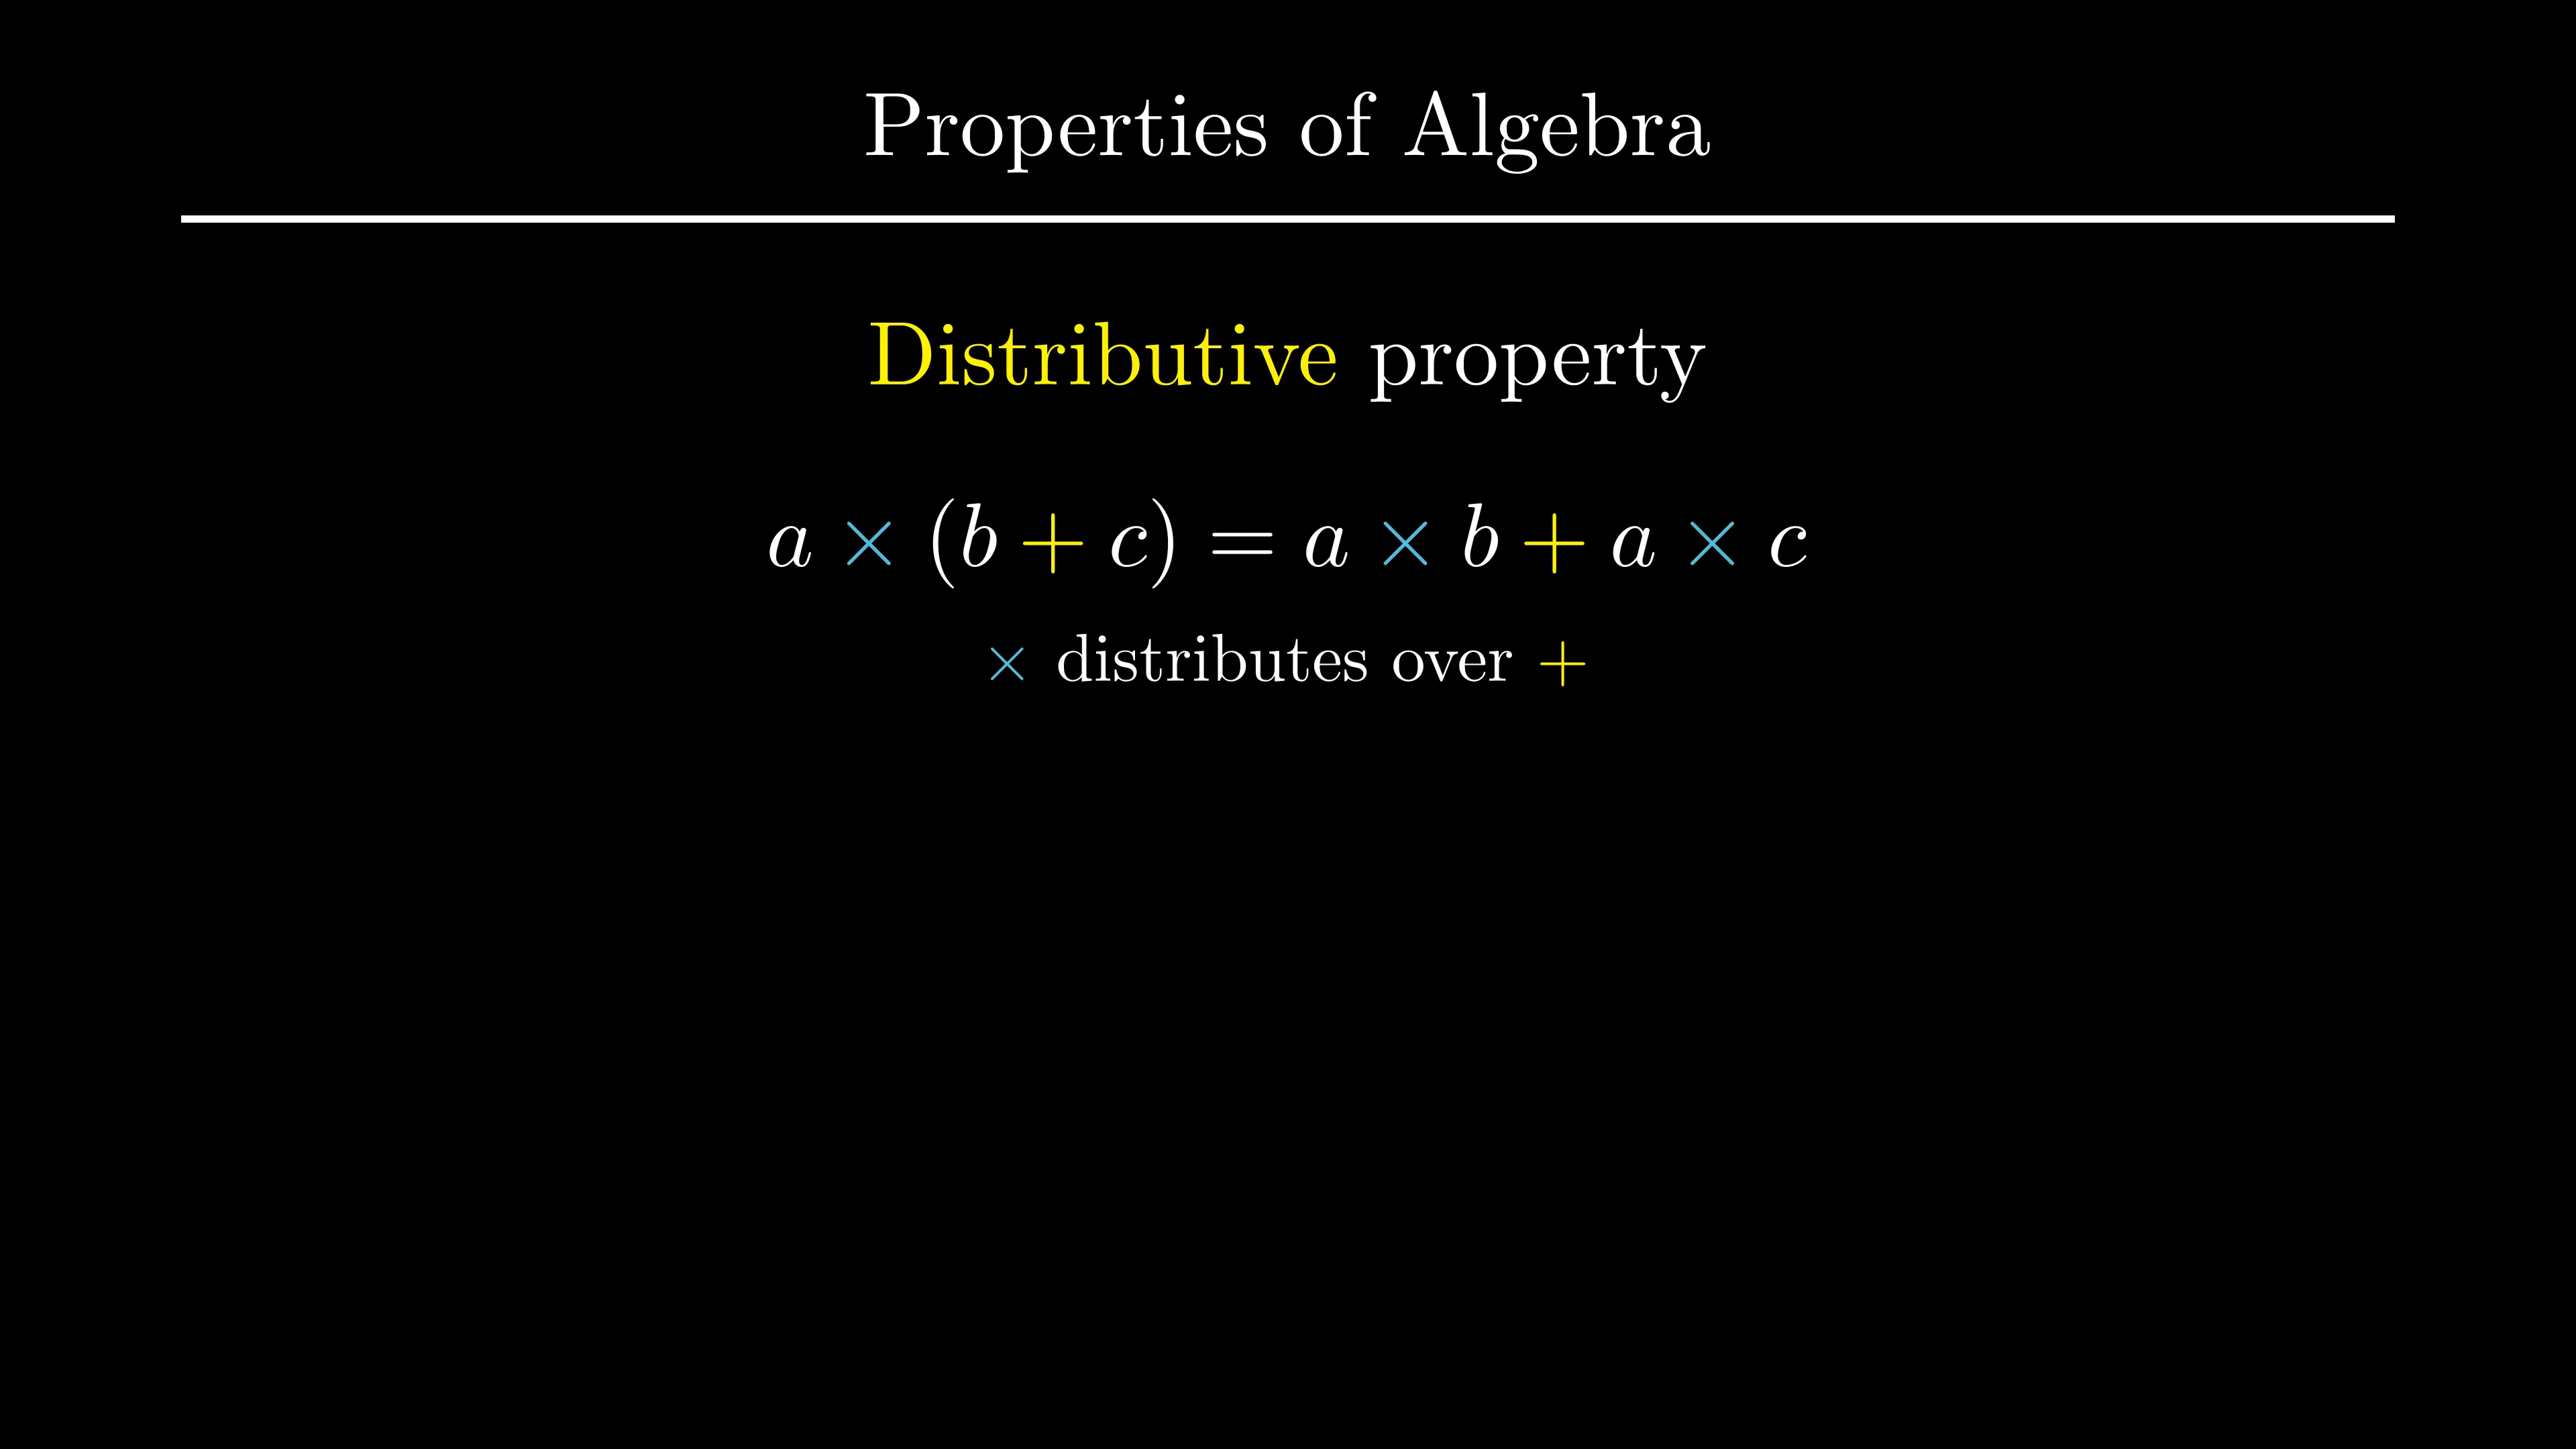 Properties of Algebra
Distributive property
a × (b + c) = a × b + a × c
× distributes over +